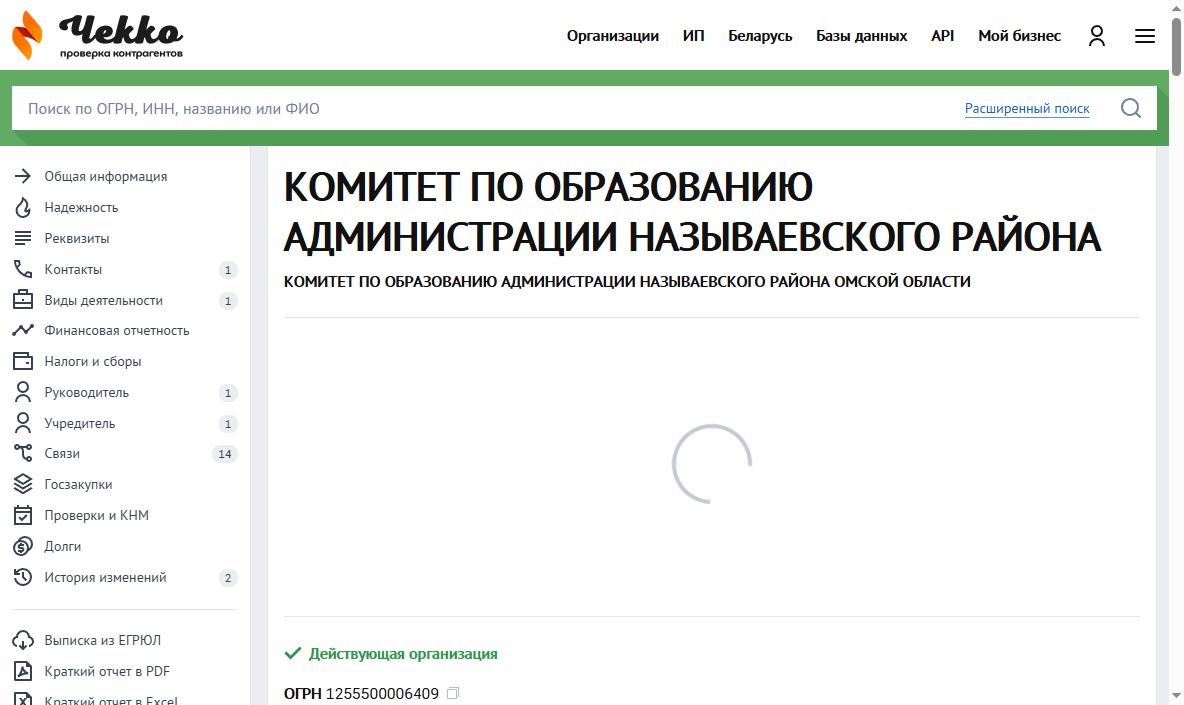 Чекко
проверка контрагентов
Организации ИП Беларусь Базы данных API Мой бизнес
Поиск по ОГРН, ИНН, названию или ФИО Расширенный поиск
Общая информация
Надежность
Реквизиты
Контакты 1
Виды деятельности 1
Финансовая отчетность
Налоги и сборы
Руководитель 1
Учредитель 1
Связи 14
Госзакупки
Проверки и КНМ
Долги
История изменений 2
Выписка из ЕГРЮЛ
Краткий отчет в PDF
Краткий отчет в Excel
КОМИТЕТ ПО ОБРАЗОВАНИЮ
АДМИНИСТРАЦИИ НАЗЫВАЕВСКОГО РАЙОНА
КОМИТЕТ ПО ОБРАЗОВАНИЮ АДМИНИСТРАЦИИ НАЗЫВАЕВСКОГО РАЙОНА ОМСКОЙ ОБЛАСТИ
Действующая организация
ОГРН 1255500006409